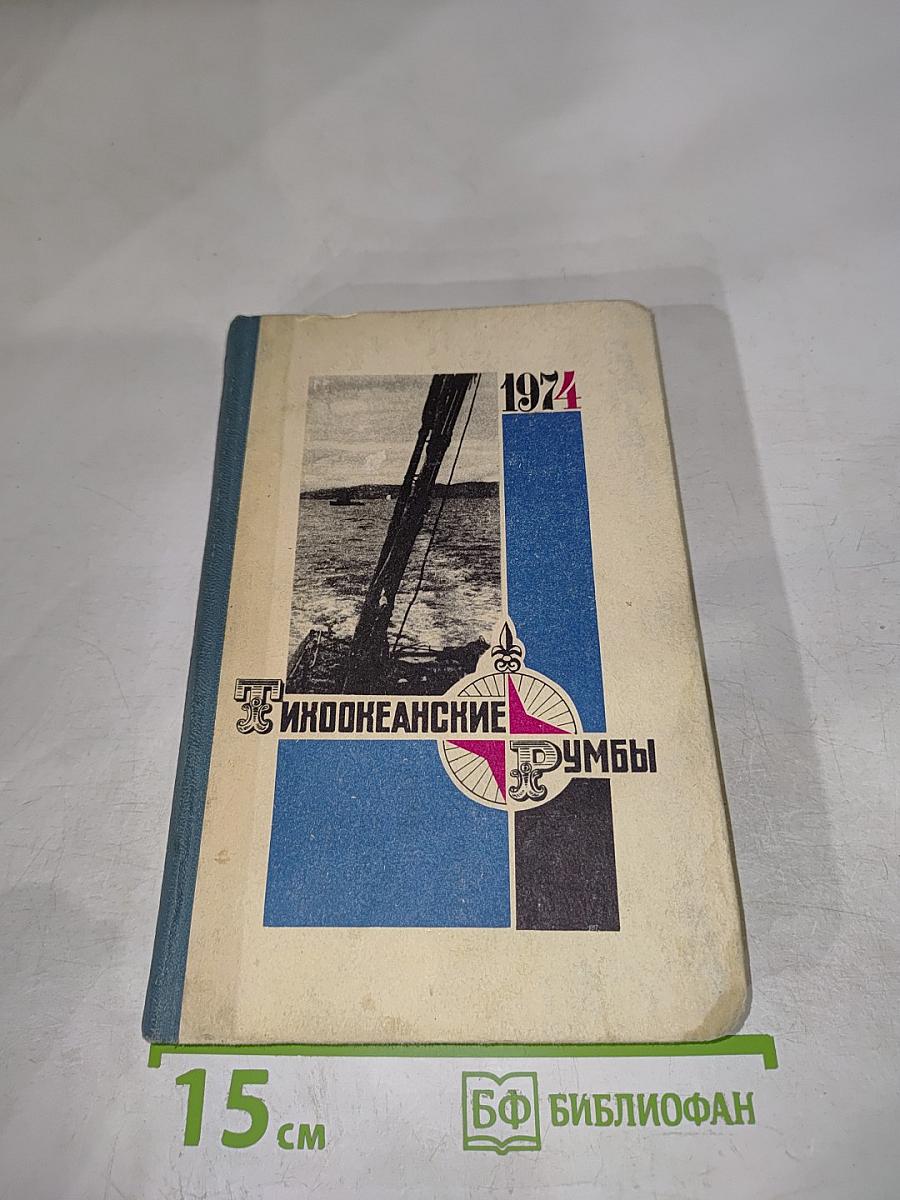 1974
Тихоокеанские
Румбы
15 см
БФ БИБЛИОФАН